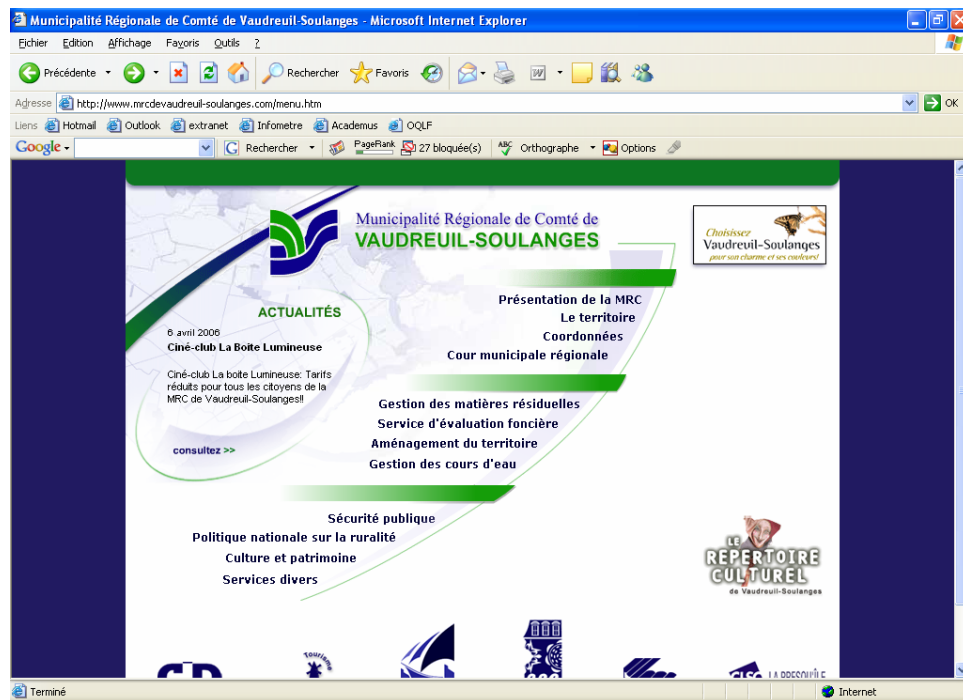 Municipalité Régionale de Comté de Vaudreuil-Soulanges - Microsoft Internet Explorer
Fichier Edition Affichage Favoris Outils ?
Précédente Rechercher Favoris
Adresse http://www.mrcdevaudreuil-soulanges.com/menu.htm OK
Liens Hotmail Outlook extranet Infometre Academus OQLF
Google Rechercher PageRank 27 bloquée(s) ABC Orthographe Options
Municipalité Régionale de Comté de
VAUDREUIL-SOULANGES
Choisissez
Vaudreuil-Soulanges
pour son charme et ses couleurs!
Présentation de la MRC
Le territoire
Coordonnées
Cour municipale régionale
ACTUALITÉS
6 avril 2006
Ciné-club La Boite Lumineuse
Ciné-club La boite Lumineuse: Tarifs
réduits pour tous les citoyens de la
MRC de Vaudreuil-Soulanges!!
consultez >>
Gestion des matières résiduelles
Service d'évaluation foncière
Aménagement du territoire
Gestion des cours d'eau
Sécurité publique
Politique nationale sur la ruralité
Culture et patrimoine
Services divers
LE
RÉPERTOIRE
CULTUREL
de Vaudreuil-Soulanges
Tourisme
CLSC LA PRESQU'ÎLE
Terminé Internet